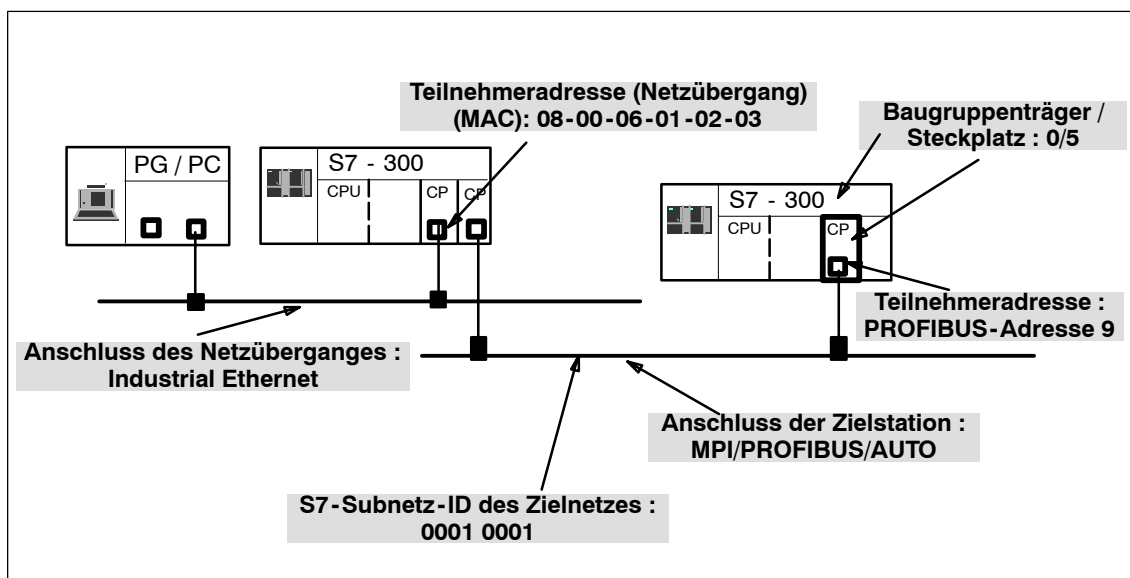 Teilnehmeradresse (Netzübergang)
(MAC): 08-00-06-01-02-03
Baugruppenträger /
Steckplatz : 0/5
PG / PC
S7 - 300
CPU
CP
CP
S7 - 300
CPU
CP
Teilnehmeradresse :
PROFIBUS-Adresse 9
Anschluss des Netzüberganges :
Industrial Ethernet
Anschluss der Zielstation :
MPI/PROFIBUS/AUTO
S7-Subnetz-ID des Zielnetzes :
0001 0001